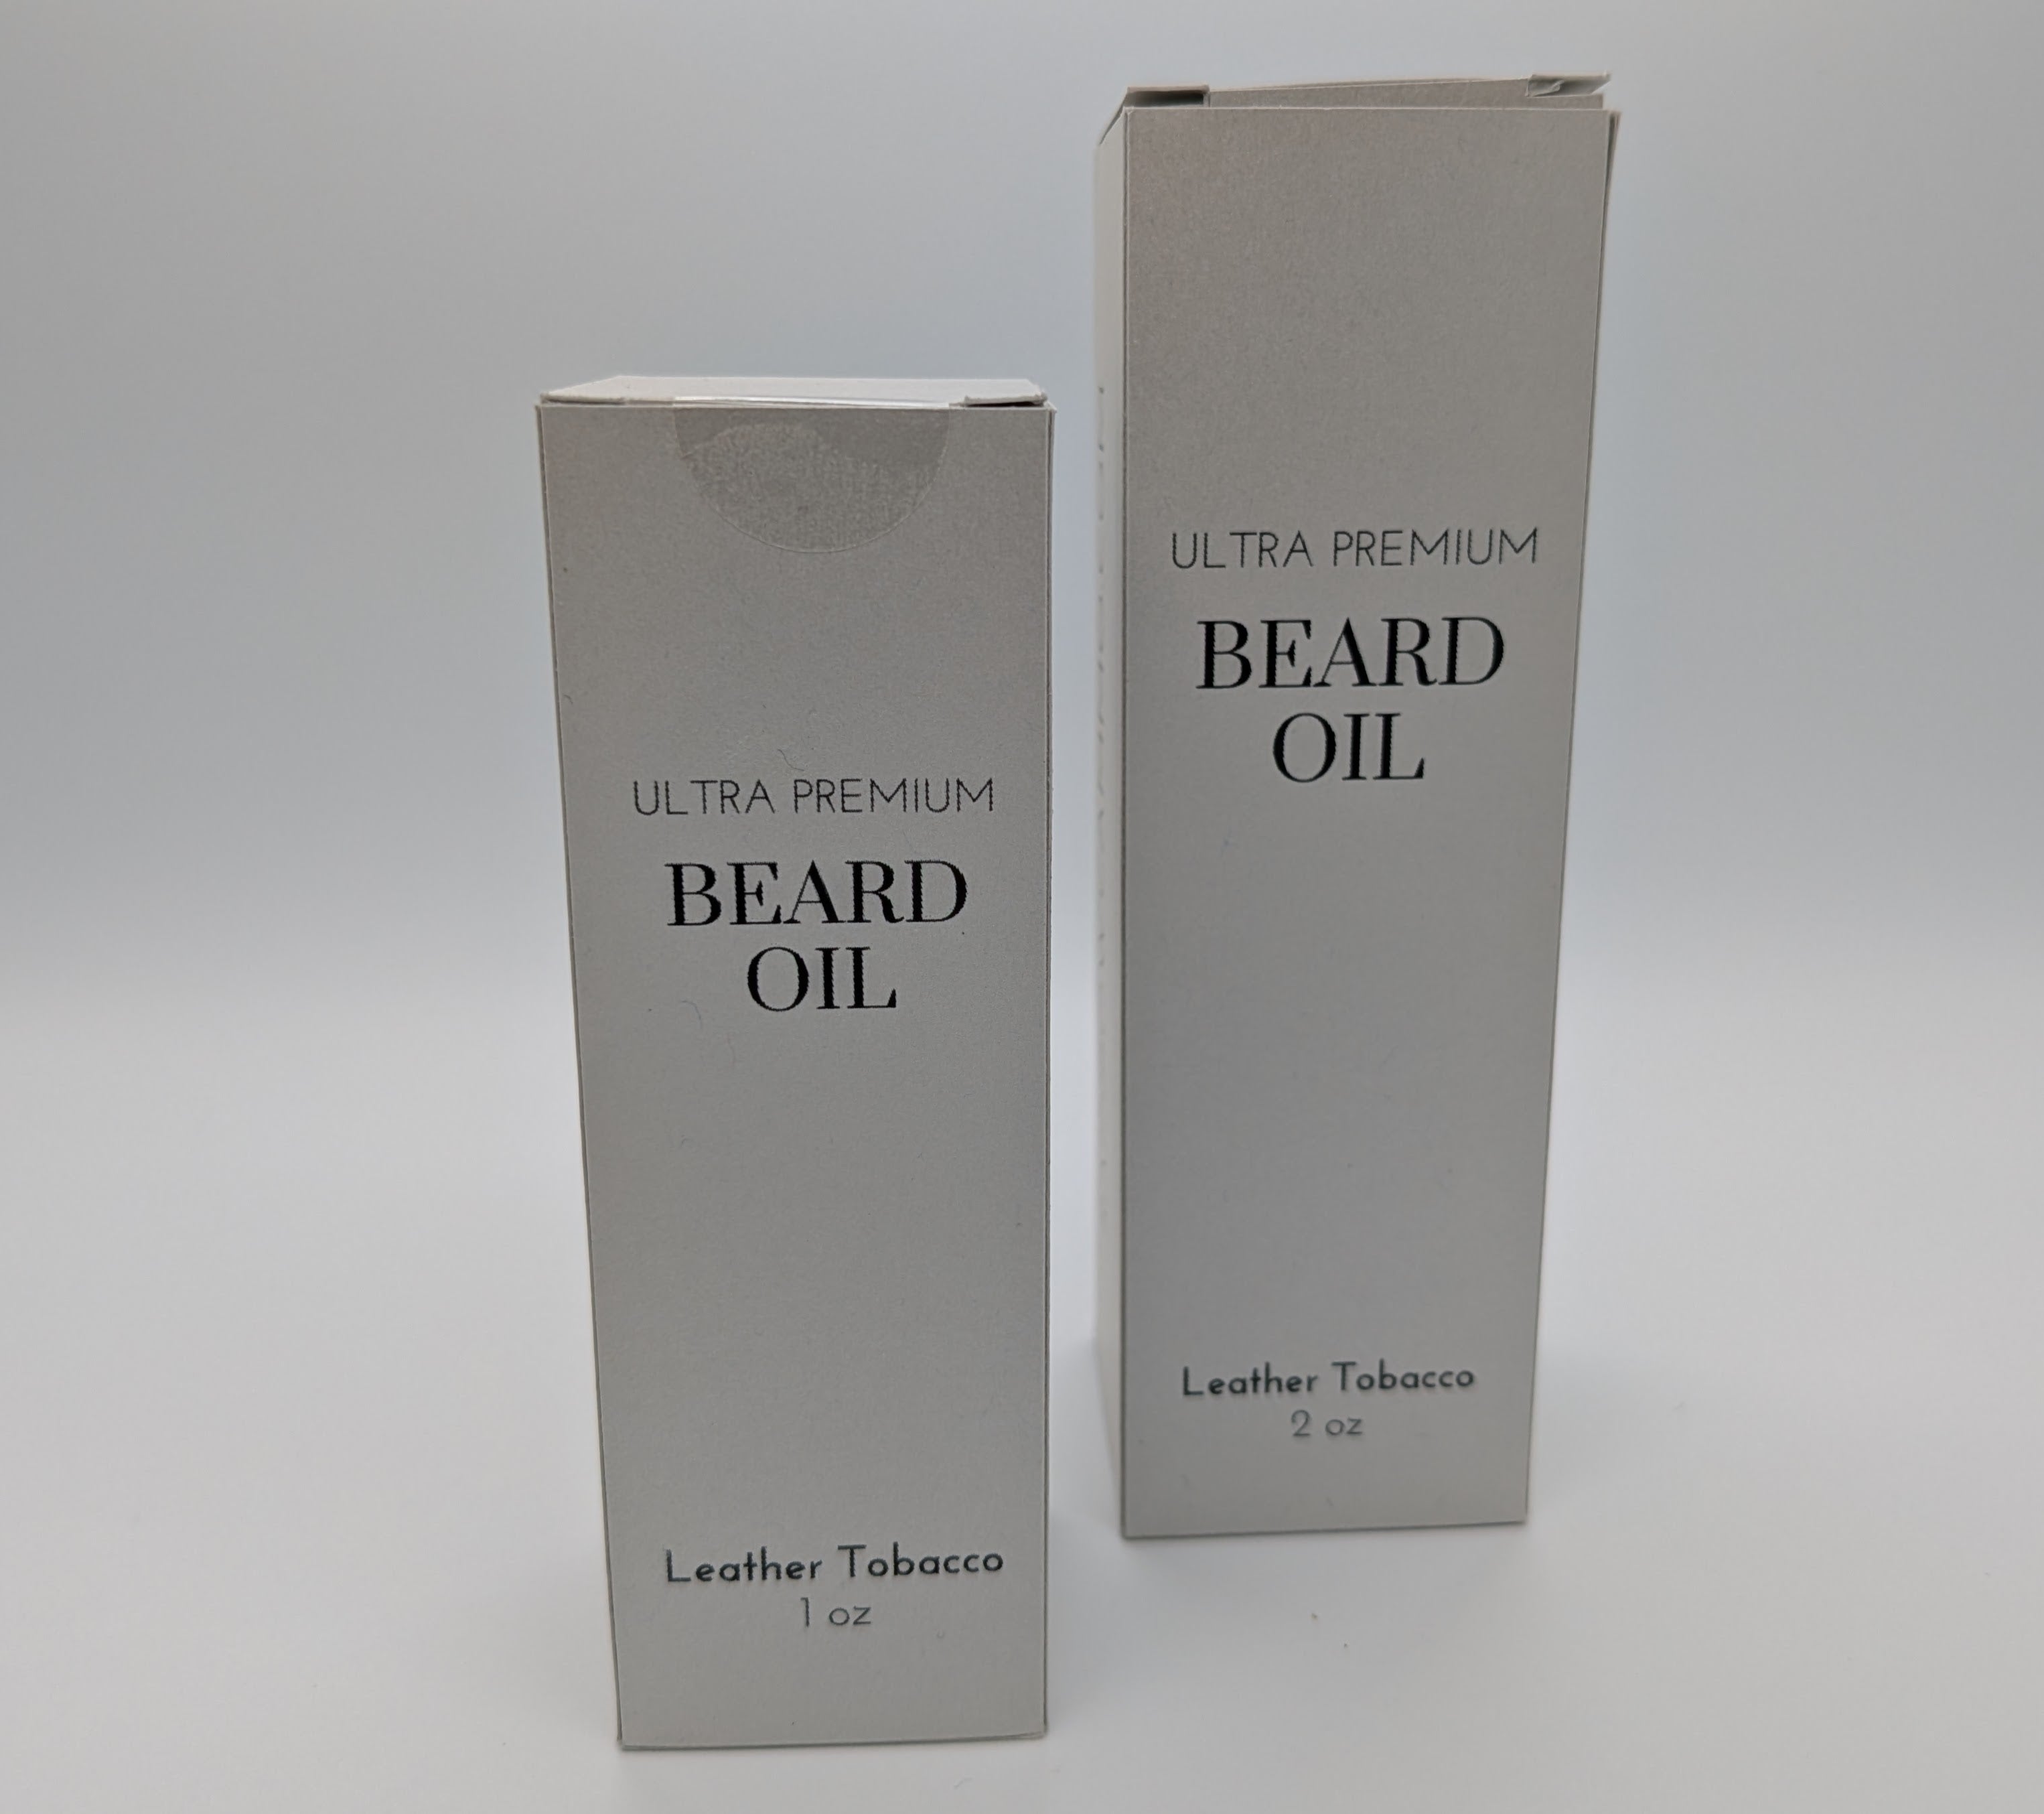 ULTRA PREMIUM
BEARD
OIL
Leather Tobacco
1 oz
ULTRA PREMIUM
BEARD
OIL
Leather Tobacco
2 oz